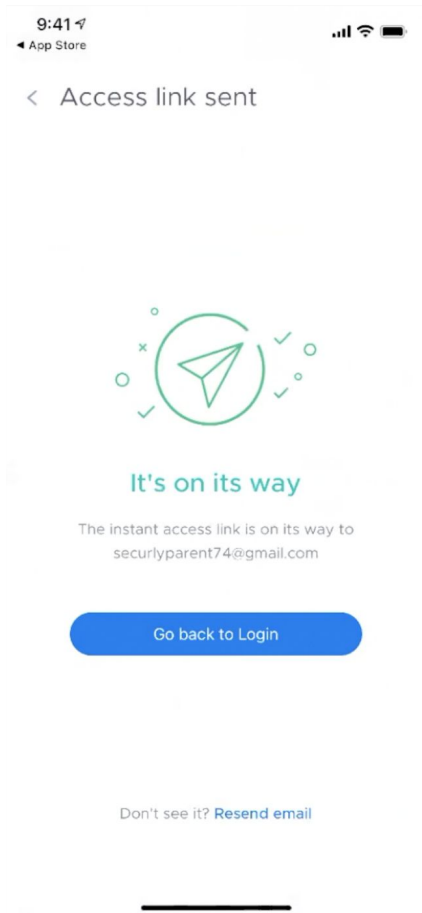 9:41
◀ App Store
Access link sent
It's on its way
The instant access link is on its way to
securlyparent74@gmail.com
Go back to Login
Don't see it? Resend email